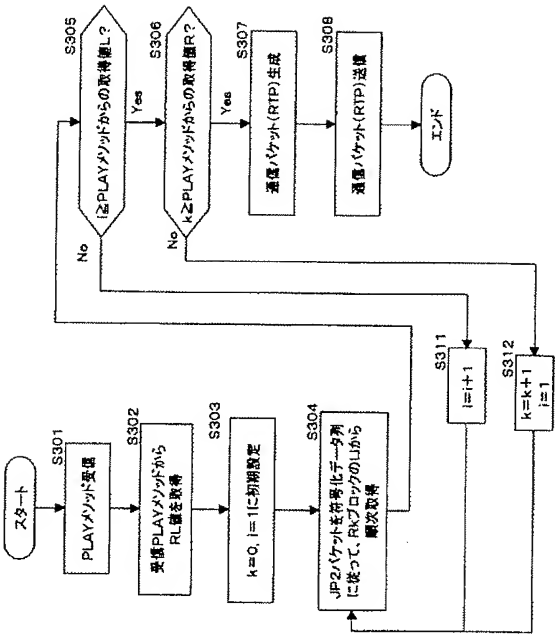 スタート
S301
PLAYメソッド受信
S302
受信PLAYメソッドから
RL値を取得
S303
k=0, i=1に初期設定
S304
JP2パケットを符号化データ列
に従って、RkブロックのLiから
順次取得
S305
i≧PLAYメソッドからの取得値L?
No
Yes
S306
k≧PLAYメソッドからの取得値R?
No
Yes
S307
通信パケット(RTP)生成
S308
通信パケット(RTP)送信
エンド
S311
i=i+1
S312
k=k+1
i=1